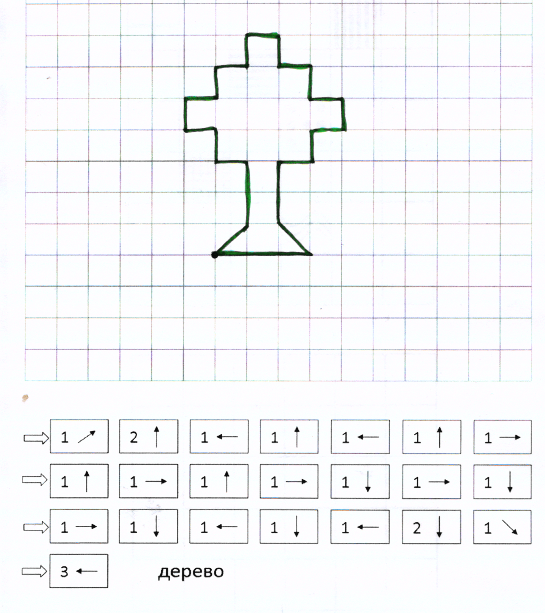 1 ↗ 2 ↑ 1 ← 1 ↑ 1 ← 1 ↑ 1 →
1 ↑ 1 → 1 ↑ 1 → 1 ↓ 1 → 1 ↓
1 → 1 ↓ 1 ← 1 ↓ 1 ← 2 ↓ 1 ↘
3 ← дерево